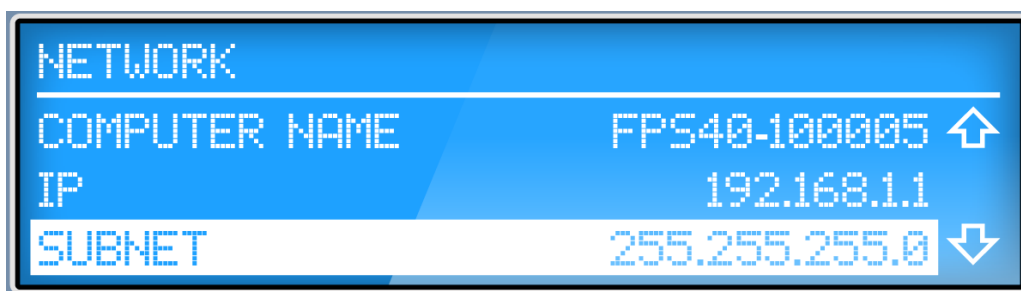 NETWORK
COMPUTER NAME FPS40-100005
IP 192.168.1.1
SUBNET 255.255.255.0